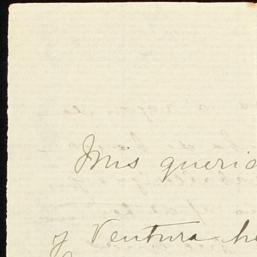 Mis querid
y Ventura he